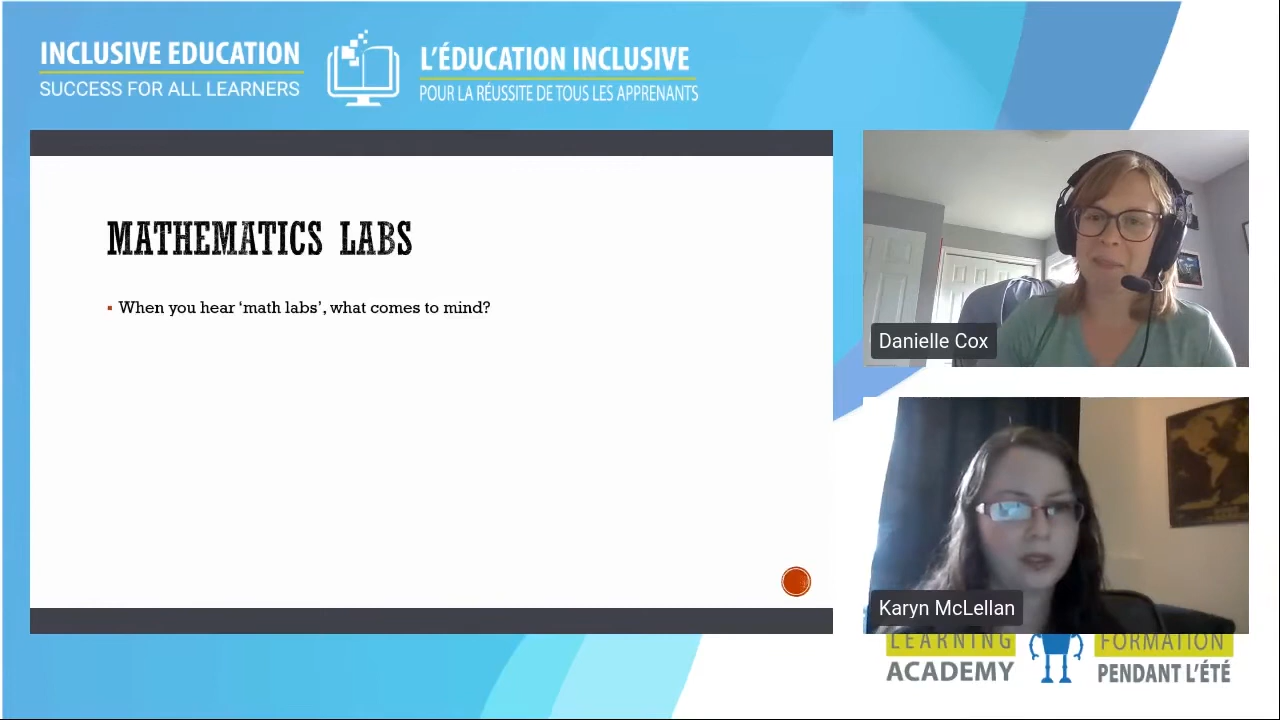 INCLUSIVE EDUCATION
SUCCESS FOR ALL LEARNERS
L'ÉDUCATION INCLUSIVE
POUR LA RÉUSSITE DE TOUS LES APPRENANTS
MATHEMATICS LABS
▪ When you hear ‘math labs’, what comes to mind?
Danielle Cox
Karyn McLellan
LEARNING
ACADEMY
FORMATION
PENDANT L'ÉTÉ